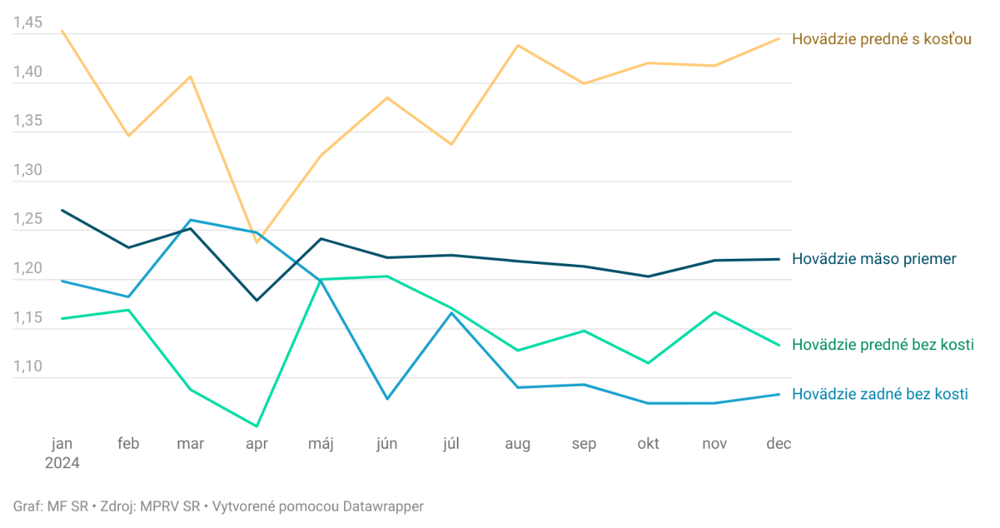 1,45
Hovädzie predné s kosťou
1,40
1,35
1,30
1,25
1,20
Hovädzie mäso priemer
1,15
Hovädzie predné bez kosti
1,10
Hovädzie zadné bez kosti
jan feb mar apr máj jún júl aug sep okt nov dec
2024
Graf: MF SR • Zdroj: MPRV SR • Vytvorené pomocou Datawrapper